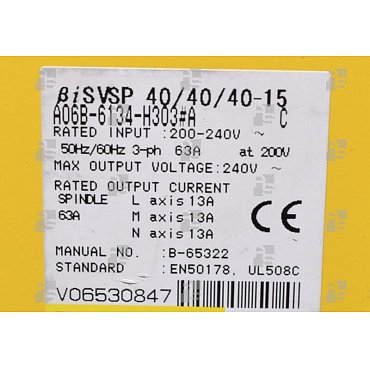 βiSVSP 40/40/40-15
A06B-6134-H303#A C
RATED INPUT :200-240V ~
50Hz/60Hz 3-ph 63A at 200V
MAX OUTPUT VOLTAGE:240V ~
RATED OUTPUT CURRENT
SPINDLE L axis 13A
63A M axis 13A
N axis 13A
CE
MANUAL NO. :B-65322
STANDARD :EN50178, UL508C
V06530847